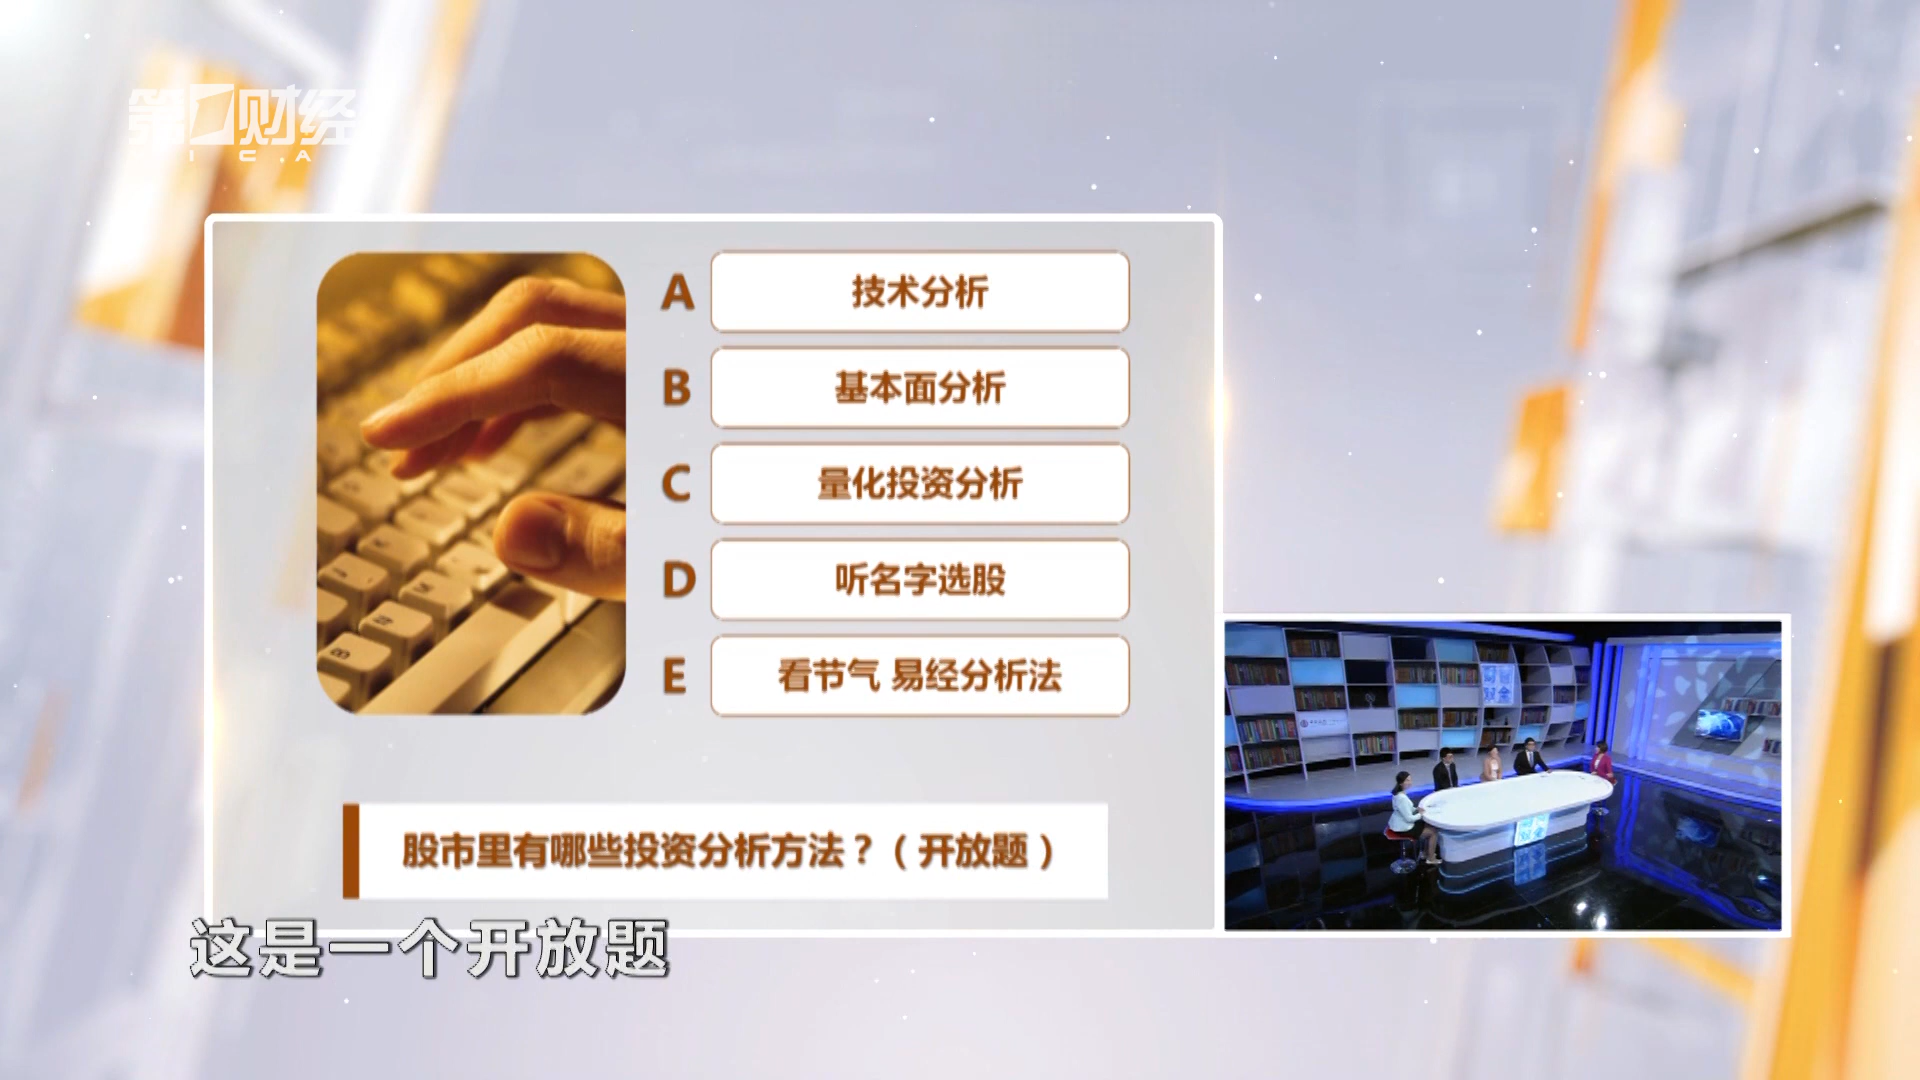 第一财经
A 技术分析
B 基本面分析
C 量化投资分析
D 听名字选股
E 看节气 易经分析法
股市里有哪些投资分析方法？（开放题）
这是一个开放题